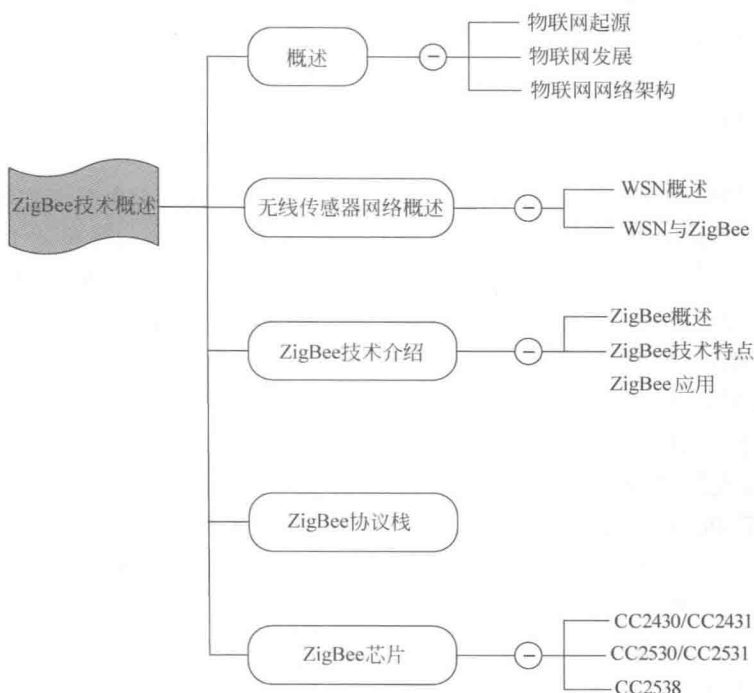 ZigBee技术概述
概述
物联网起源
物联网发展
物联网网络架构
无线传感器网络概述
WSN概述
WSN与ZigBee
ZigBee技术介绍
ZigBee概述
ZigBee技术特点
ZigBee应用
ZigBee协议栈
ZigBee芯片
CC2430/CC2431
CC2530/CC2531
CC2538